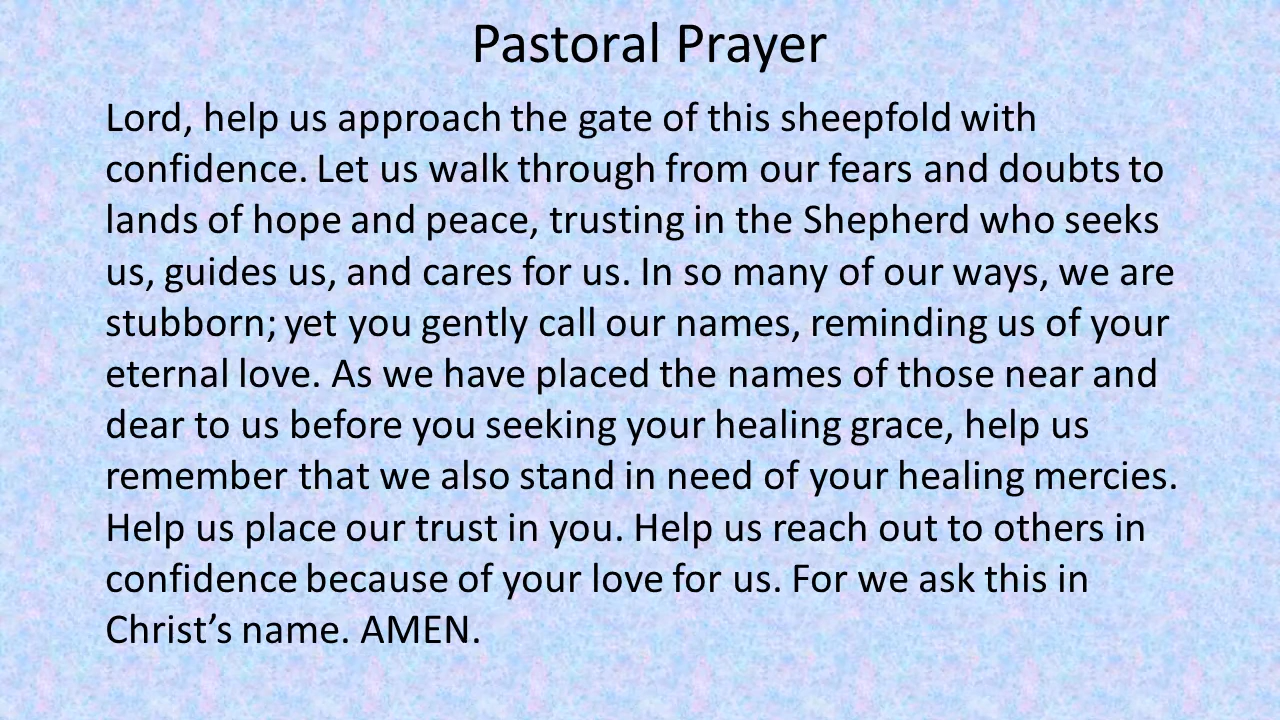 Pastoral Prayer
Lord, help us approach the gate of this sheepfold with
confidence. Let us walk through from our fears and doubts to
lands of hope and peace, trusting in the Shepherd who seeks
us, guides us, and cares for us. In so many of our ways, we are
stubborn; yet you gently call our names, reminding us of your
eternal love. As we have placed the names of those near and
dear to us before you seeking your healing grace, help us
remember that we also stand in need of your healing mercies.
Help us place our trust in you. Help us reach out to others in
confidence because of your love for us. For we ask this in
Christ’s name. AMEN.